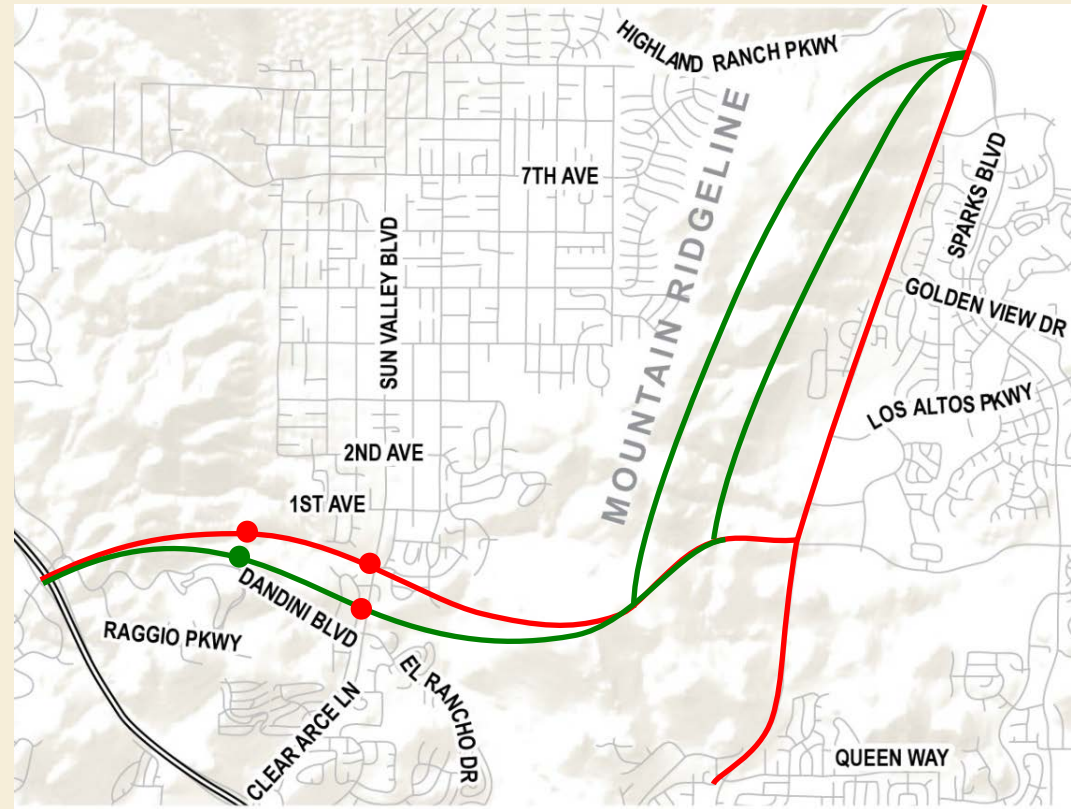 HIGHLAND RANCH PKWY
MOUNTAIN RIDGELINE
7TH AVE
SPARKS BLVD
SUN VALLEY BLVD
GOLDEN VIEW DR
LOS ALTOS PKWY
2ND AVE
1ST AVE
DANDINI BLVD
RAGGIO PKWY
EL RANCHO DR
CLEAR ARCE LN
QUEEN WAY